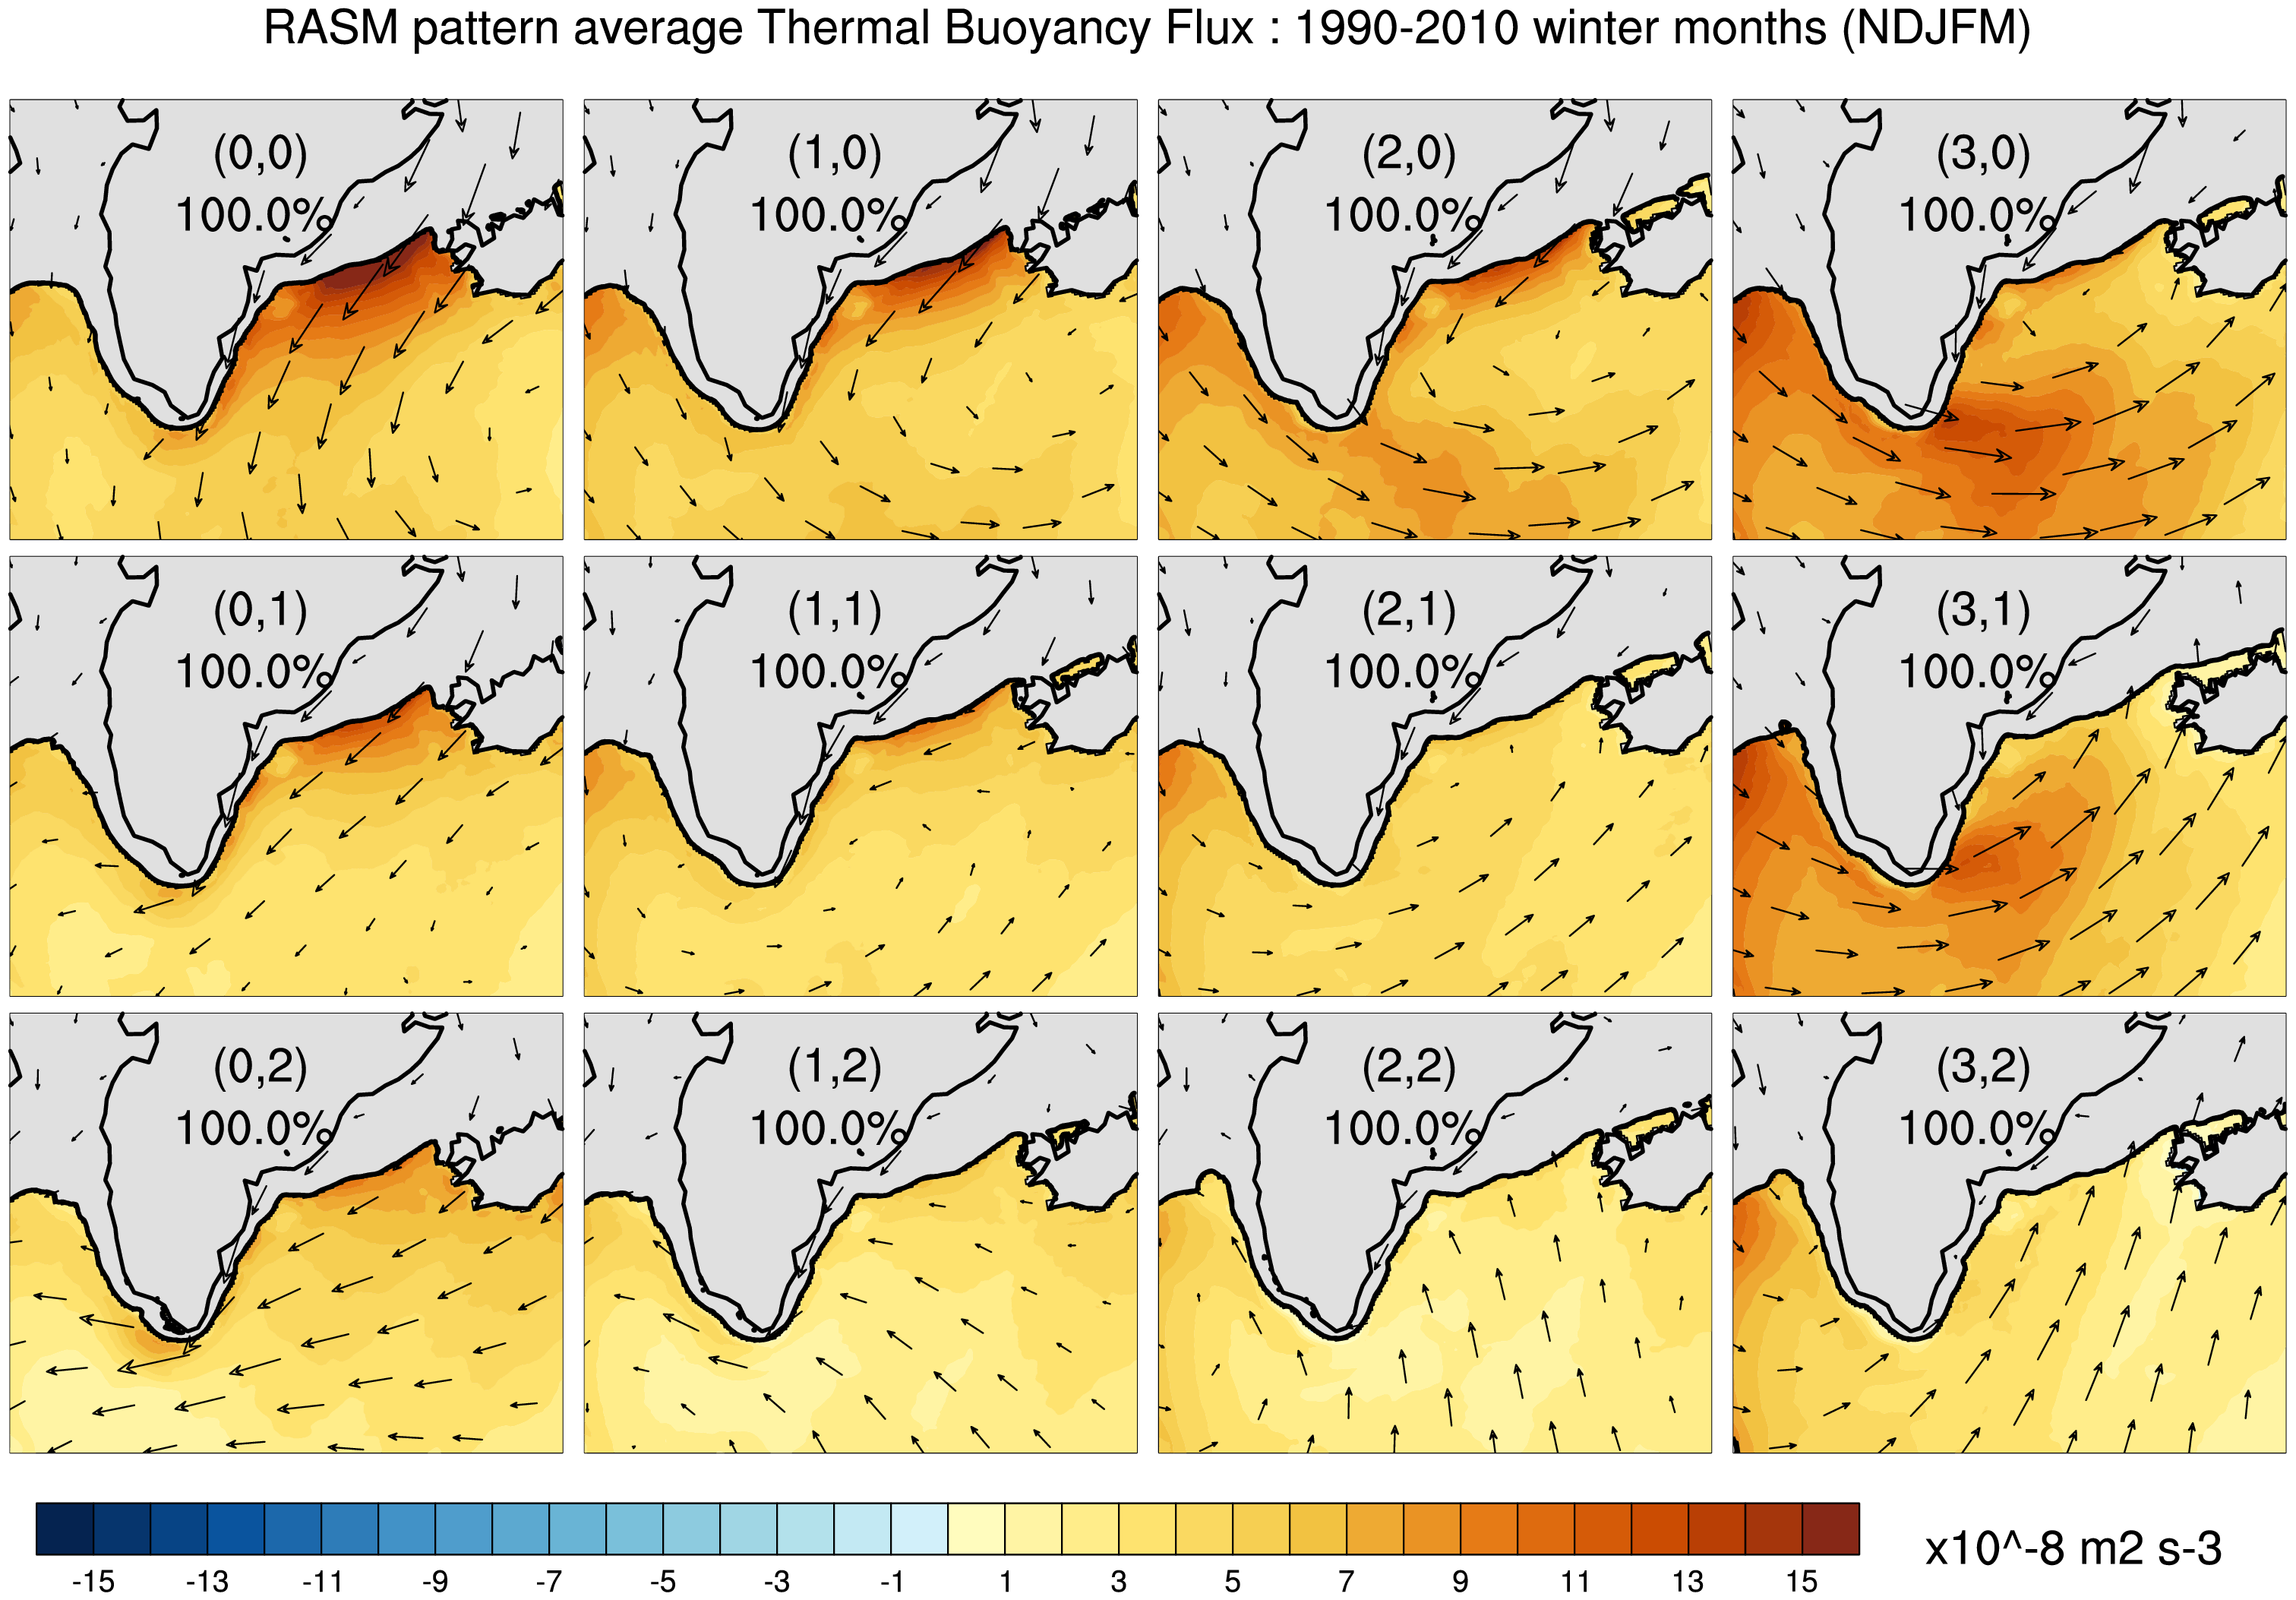 RASM pattern average Thermal Buoyancy Flux : 1990-2010 winter months (NDJFM)
(0,0) (1,0) (2,0) (3,0)
100.0% 100.0% 100.0% 100.0%
(0,1) (1,1) (2,1) (3,1)
100.0% 100.0% 100.0% 100.0%
(0,2) (1,2) (2,2) (3,2)
100.0% 100.0% 100.0% 100.0%
-15 -13 -11 -9 -7 -5 -3 -1 1 3 5 7 9 11 13 15
x10^-8 m2 s-3